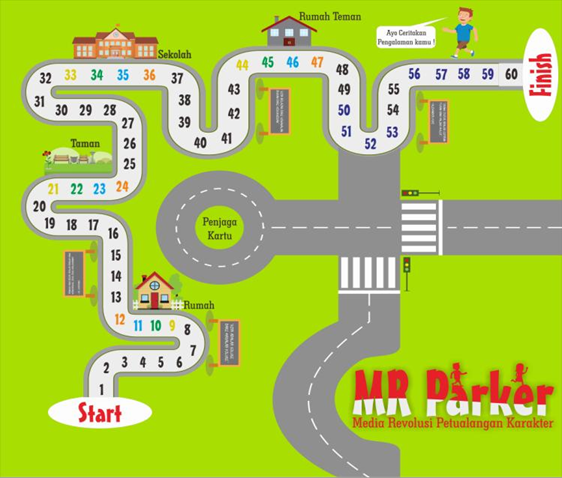 Rumah Teman
Ayo Ceritakan
Pengalaman kamu !
Sekolah
Finish
32 33 34 35 36 37
44 45 46 47 48
56 57 58 59 60
31 30 29 28
38
43
49
55
27
39
42
50
54
40
41
51
52
53
Taman
26
25
21 22 23 24
20
19 18 17 16
Penjaga
Kartu
15
14
13
Rumah
12 11 10 9 8
7
2 3 4 5 6
1
Start
MR Parker
Media Revolusi Petualangan Karakter